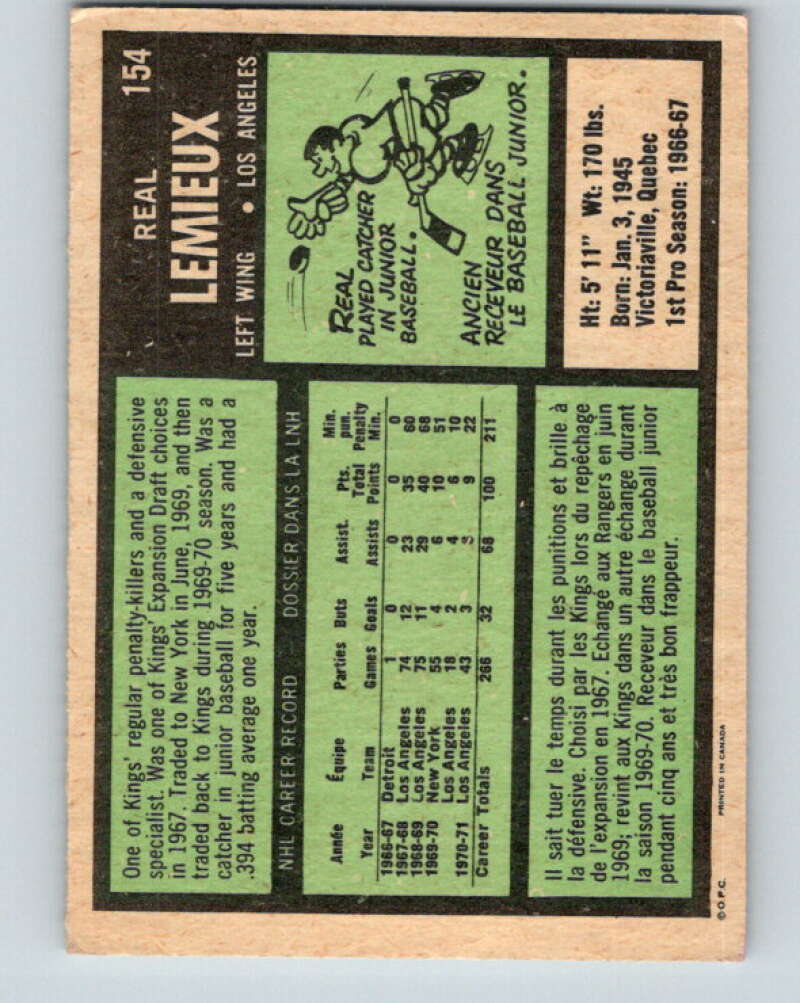 154
REAL
LEMIEUX
LEFT WING • LOS ANGELES
One of Kings' regular penalty-killers and a defensive
specialist. Was one of Kings' Expansion Draft choices
in 1967. Traded to New York in June, 1969, and then
traded back to Kings during 1969-70 season. Was a
catcher in junior baseball for five years and had a
.394 batting average one year.
REAL
PLAYED CATCHER
IN JUNIOR
BASEBALL.
ANCIEN
RECEVEUR DANS
LE BASEBALL JUNIOR.
NHL CAREER RECORD — DOSSIER DANS LA LNH
Année Équipe Parties Buts Assist. Pts. Total Points Min. pun. Penalty Min.
Year Team Games Goals Assists
1966-67 Detroit 1 0 0 0 0
1967-68 Los Angeles 74 12 23 35 60
1968-69 Los Angeles 75 11 29 40 68
1969-70 New York 55 4 6 10 51
Los Angeles 18 2 4 6 10
1970-71 Los Angeles 43 3 3 9 22
Career Totals 266 32 68 100 211
Ht: 5' 11" Wt: 170 lbs.
Born: Jan. 3, 1945
Victoriaville, Quebec
1st Pro Season: 1966-67
Il sait tuer le temps durant les punitions et brille à
la défensive. Choisi par les Kings lors du repêchage
de l'expansion en 1967. Echangé aux Rangers en juin
1969; revint aux Kings dans un autre échange durant
la saison 1969-70. Receveur dans le baseball junior
pendant cinq ans et très bon frappeur.
© O.P.C. PRINTED IN CANADA